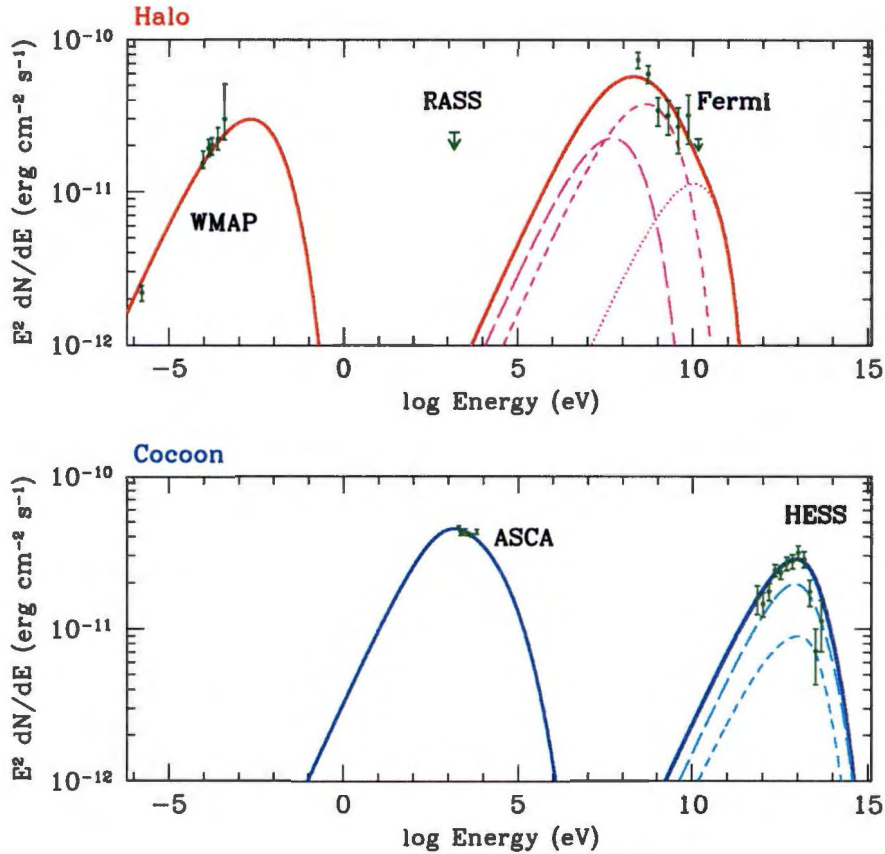 Halo
10⁻¹⁰
RASS
Fermi
10⁻¹¹
WMAP
10⁻¹²
E² dN/dE (erg cm⁻² s⁻¹)
−5 0 5 10 15
log Energy (eV)
Cocoon
10⁻¹⁰
HESS
ASCA
10⁻¹¹
10⁻¹²
E² dN/dE (erg cm⁻² s⁻¹)
−5 0 5 10 15
log Energy (eV)